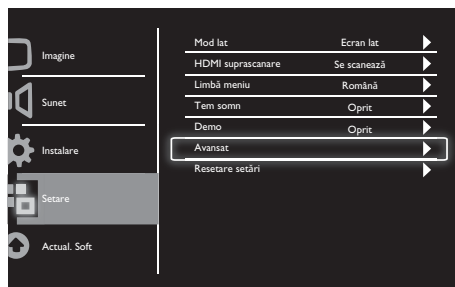 Imagine
Sunet
Instalare
Setare
Actual. Soft
Mod lat Ecran lat
HDMI suprascanare Se scanează
Limbă meniu Română
Tem somn Oprit
Demo Oprit
Avansat
Resetare setări